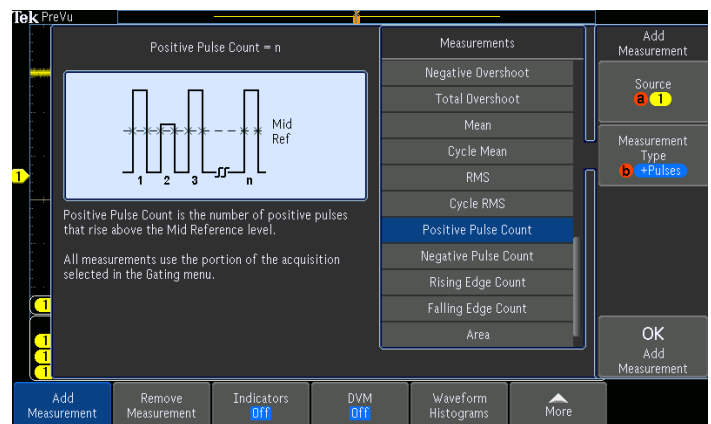 Tek PreVu
Positive Pulse Count = n
Mid
Ref
1 2 3 n
Positive Pulse Count is the number of positive pulses
that rise above the Mid Reference level.
All measurements use the portion of the acquisition
selected in the Gating menu.
Measurements
Negative Overshoot
Total Overshoot
Mean
Cycle Mean
RMS
Cycle RMS
Positive Pulse Count
Negative Pulse Count
Rising Edge Count
Falling Edge Count
Area
Add
Measurement
Source
a 1
Measurement
Type
b +Pulses
OK
Add
Measurement
1
1
1
1
1
Add
Measurement
Remove
Measurement
Indicators
Off
DVM
Off
Waveform
Histograms
More